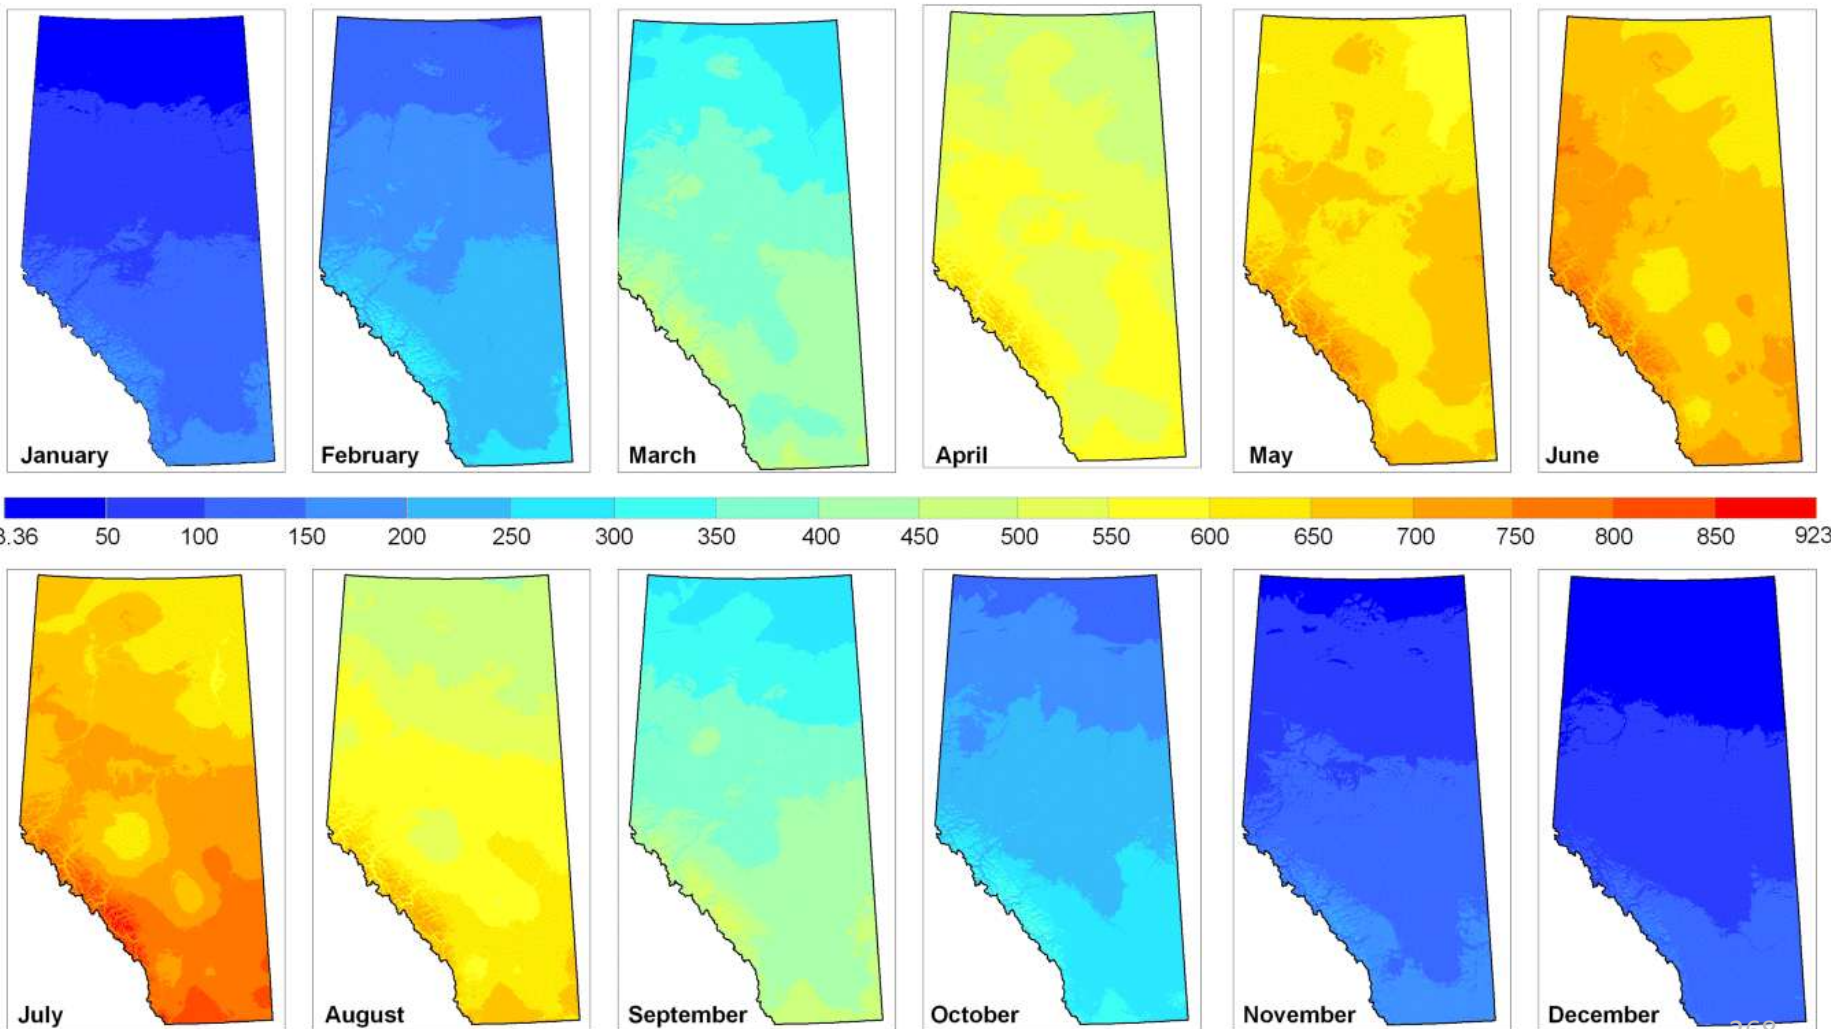 January February March April May June
3.36 50 100 150 200 250 300 350 400 450 500 550 600 650 700 750 800 850 923
July August September October November December
368